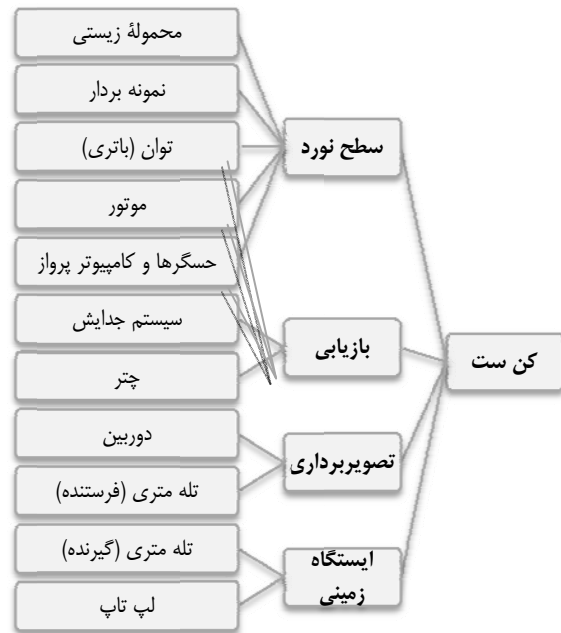 کن ست
سطح نورد
محمولۀ زیستی
نمونه بردار
توان (باتری)
موتور
حسگرها و کامپیوتر پرواز
بازیابی
سیستم جدایش
چتر
تصویربرداری
دوربین
تله متری (فرستنده)
ایستگاه
زمینی
تله متری (گیرنده)
لپ تاپ